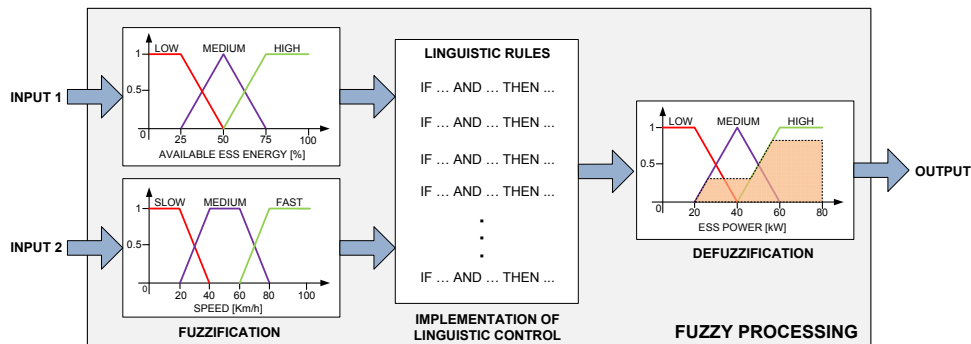 INPUT 1
LOW MEDIUM HIGH
1
0.5
0
25 50 75 100
AVAILABLE ESS ENERGY [%]
INPUT 2
SLOW MEDIUM FAST
1
0.5
0
20 40 60 80 100
SPEED [Km/h]
FUZZIFICATION
LINGUISTIC RULES
IF ... AND ... THEN ...
IF ... AND ... THEN ...
IF ... AND ... THEN ...
IF ... AND ... THEN ...
.
.
.
IF ... AND ... THEN ...
IMPLEMENTATION OF
LINGUISTIC CONTROL
LOW MEDIUM HIGH
1
0.5
0
20 40 60 80
ESS POWER [kW]
DEFUZZIFICATION
OUTPUT
FUZZY PROCESSING